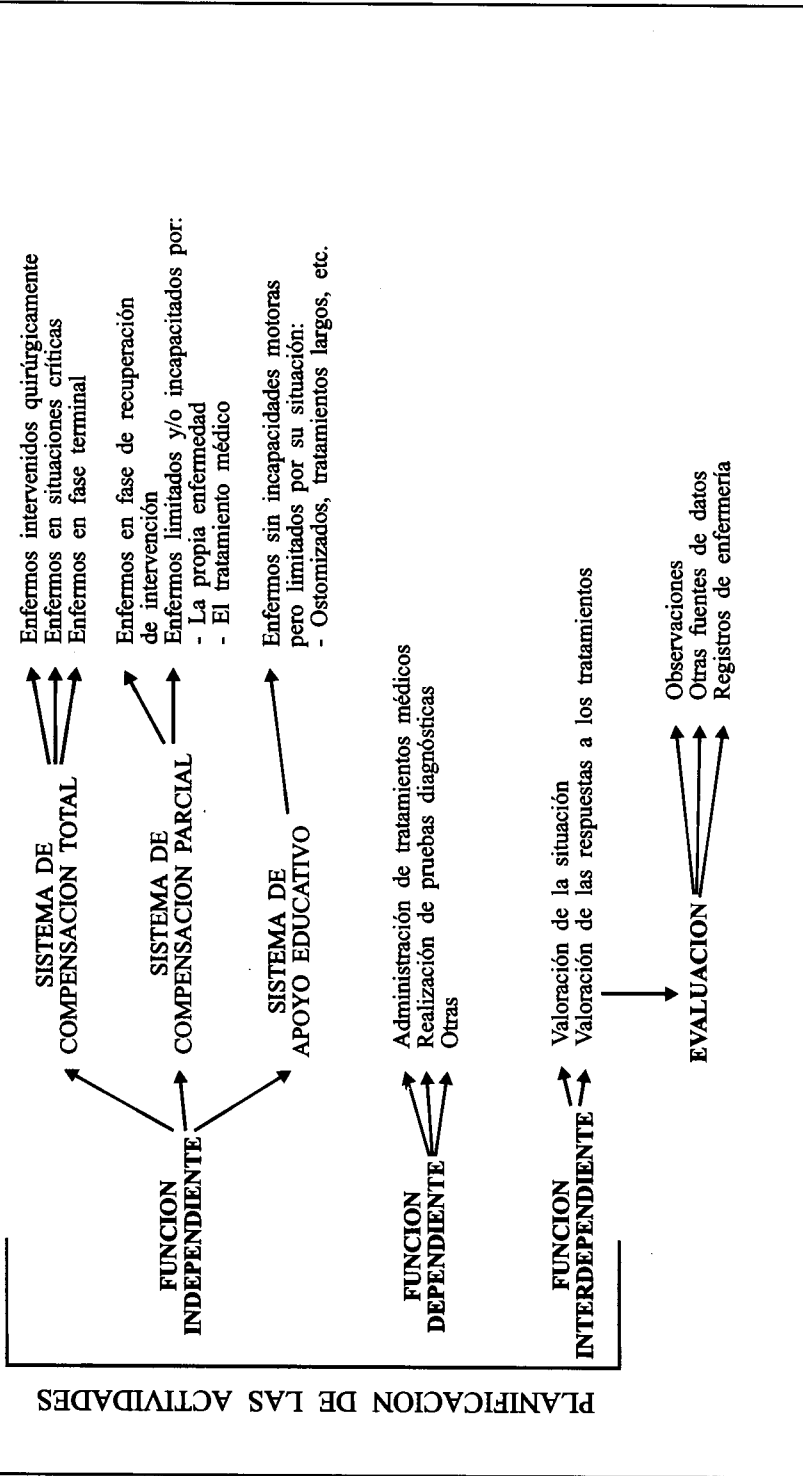 PLANIFICACION DE LAS ACTIVIDADES
FUNCION
INDEPENDIENTE
SISTEMA DE
COMPENSACION TOTAL
Enfermos intervenidos quirúrgicamente
Enfermos en situaciones críticas
Enfermos en fase terminal
SISTEMA DE
COMPENSACION PARCIAL
Enfermos en fase de recuperación
de intervención
Enfermos limitados y/o incapacitados por:
- La propia enfermedad
- El tratamiento médico
SISTEMA DE
APOYO EDUCATIVO
Enfermos sin incapacidades motoras
pero limitados por su situación:
- Ostomizados, tratamientos largos, etc.
FUNCION
DEPENDIENTE
Administración de tratamientos médicos
Realización de pruebas diagnósticas
Otras
FUNCION
INTERDEPENDIENTE
Valoración de la situación
Valoración de las respuestas a los tratamientos
EVALUACION
Observaciones
Otras fuentes de datos
Registros de enfermería